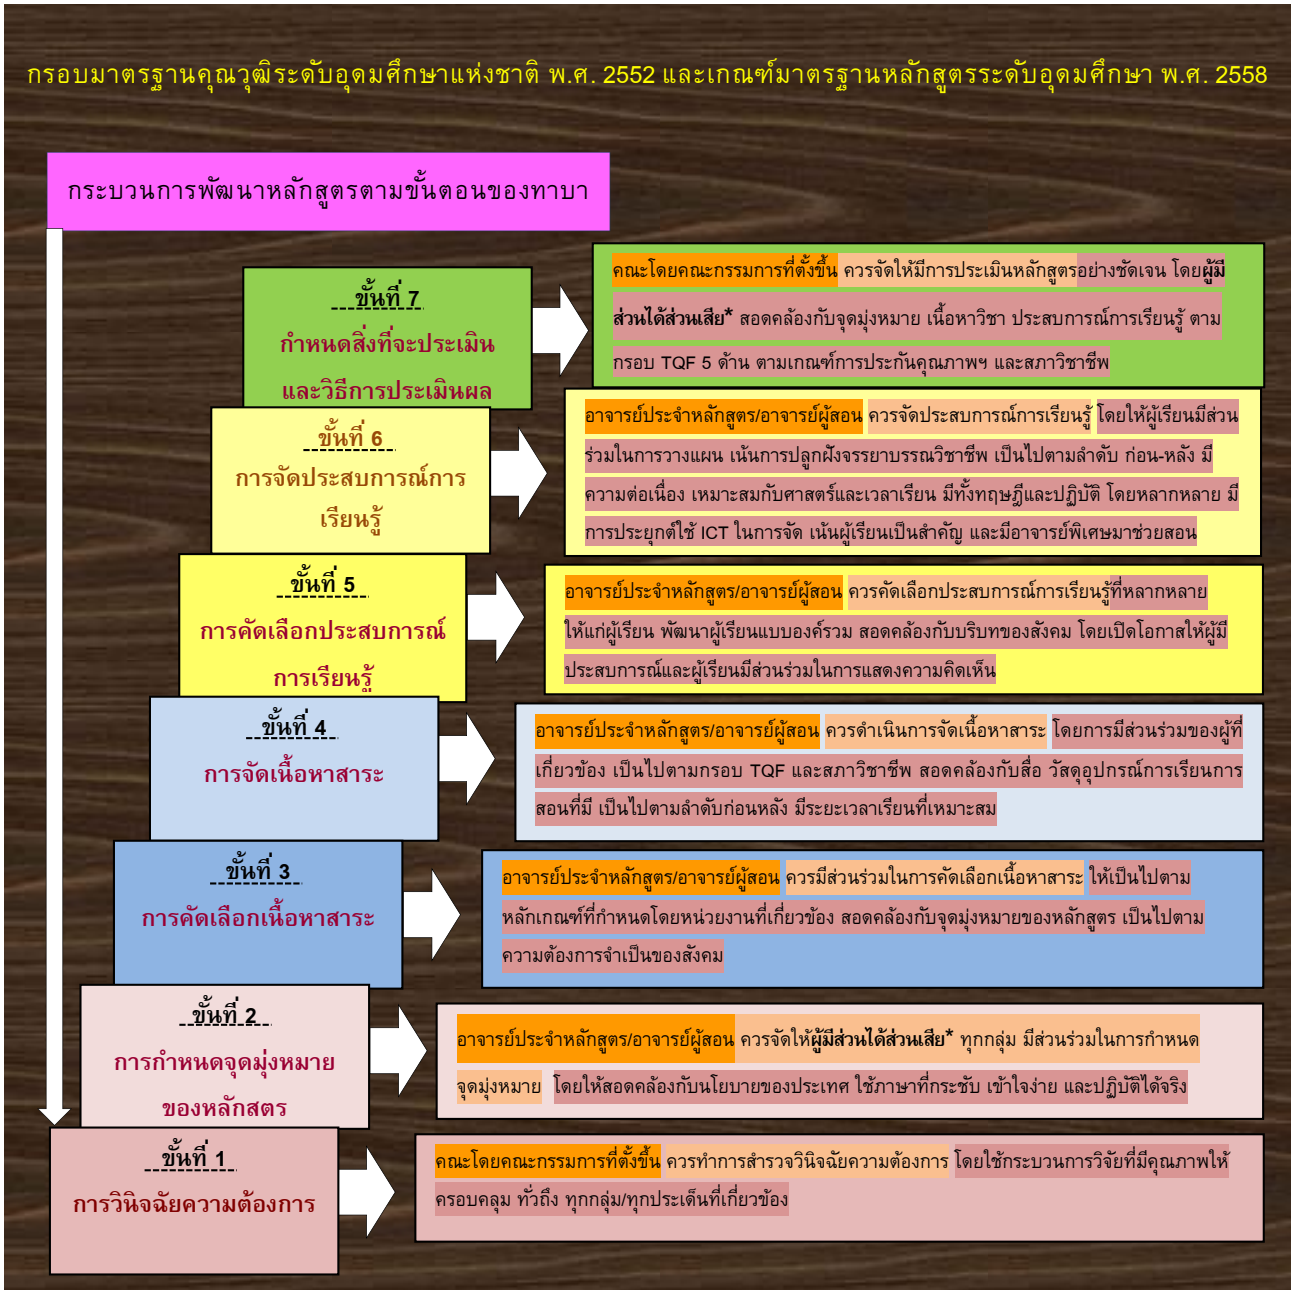 กรอบมาตรฐานคุณวุฒิระดับอุดมศึกษาแห่งชาติ พ.ศ. 2552 และเกณฑ์มาตรฐานหลักสูตรระดับอุดมศึกษา พ.ศ. 2558
กระบวนการพัฒนาหลักสูตรตามขั้นตอนของทาบา
ขั้นที่ 7
กำหนดสิ่งที่จะประเมิน
และวิธีการประเมินผล
คณะโดยคณะกรรมการที่ตั้งขึ้น ควรจัดให้มีการประเมินหลักสูตรอย่างชัดเจน โดยผู้มี
ส่วนได้ส่วนเสีย* สอดคล้องกับจุดมุ่งหมาย เนื้อหาวิชา ประสบการณ์การเรียนรู้ ตาม
กรอบ TQF 5 ด้าน ตามเกณฑ์การประกันคุณภาพฯ และสภาวิชาชีพ
ขั้นที่ 6
การจัดประสบการณ์การ
เรียนรู้
อาจารย์ประจำหลักสูตร/อาจารย์ผู้สอน ควรจัดประสบการณ์การเรียนรู้ โดยให้ผู้เรียนมีส่วน
ร่วมในการวางแผน เน้นการปลูกฝังจรรยาบรรณวิชาชีพ เป็นไปตามลำดับ ก่อน-หลัง มี
ความต่อเนื่อง เหมาะสมกับศาสตร์และเวลาเรียน มีทั้งทฤษฎีและปฏิบัติ โดยหลากหลาย มี
การประยุกต์ใช้ ICT ในการจัด เน้นผู้เรียนเป็นสำคัญ และมีอาจารย์พิเศษมาช่วยสอน
ขั้นที่ 5
การคัดเลือกประสบการณ์
การเรียนรู้
อาจารย์ประจำหลักสูตร/อาจารย์ผู้สอน ควรคัดเลือกประสบการณ์การเรียนรู้ที่หลากหลาย
ให้แก่ผู้เรียน พัฒนาผู้เรียนแบบองค์รวม สอดคล้องกับบริบทของสังคม โดยเปิดโอกาสให้ผู้มี
ประสบการณ์และผู้เรียนมีส่วนร่วมในการแสดงความคิดเห็น
ขั้นที่ 4
การจัดเนื้อหาสาระ
อาจารย์ประจำหลักสูตร/อาจารย์ผู้สอน ควรดำเนินการจัดเนื้อหาสาระ โดยการมีส่วนร่วมของผู้ที่
เกี่ยวข้อง เป็นไปตามกรอบ TQF และสภาวิชาชีพ สอดคล้องกับสื่อ วัสดุอุปกรณ์การเรียนการ
สอนที่มี เป็นไปตามลำดับก่อนหลัง มีระยะเวลาเรียนที่เหมาะสม
ขั้นที่ 3
การคัดเลือกเนื้อหาสาระ
อาจารย์ประจำหลักสูตร/อาจารย์ผู้สอน ควรมีส่วนร่วมในการคัดเลือกเนื้อหาสาระ ให้เป็นไปตาม
หลักเกณฑ์ที่กำหนดโดยหน่วยงานที่เกี่ยวข้อง สอดคล้องกับจุดมุ่งหมายของหลักสูตร เป็นไปตาม
ความต้องการจำเป็นของสังคม
ขั้นที่ 2
การกำหนดจุดมุ่งหมาย
ของหลักสตร
อาจารย์ประจำหลักสูตร/อาจารย์ผู้สอน ควรจัดให้ผู้มีส่วนได้ส่วนเสีย* ทุกกลุ่ม มีส่วนร่วมในการกำหนด
จุดมุ่งหมาย โดยให้สอดคล้องกับนโยบายของประเทศ ใช้ภาษาที่กระชับ เข้าใจง่าย และปฏิบัติได้จริง
ขั้นที่ 1
การวินิจฉัยความต้องการ
คณะโดยคณะกรรมการที่ตั้งขึ้น ควรทำการสำรวจวินิจฉัยความต้องการ โดยใช้กระบวนการวิจัยที่มีคุณภาพให้
ครอบคลุม ทั่วถึง ทุกกลุ่ม/ทุกประเด็นที่เกี่ยวข้อง